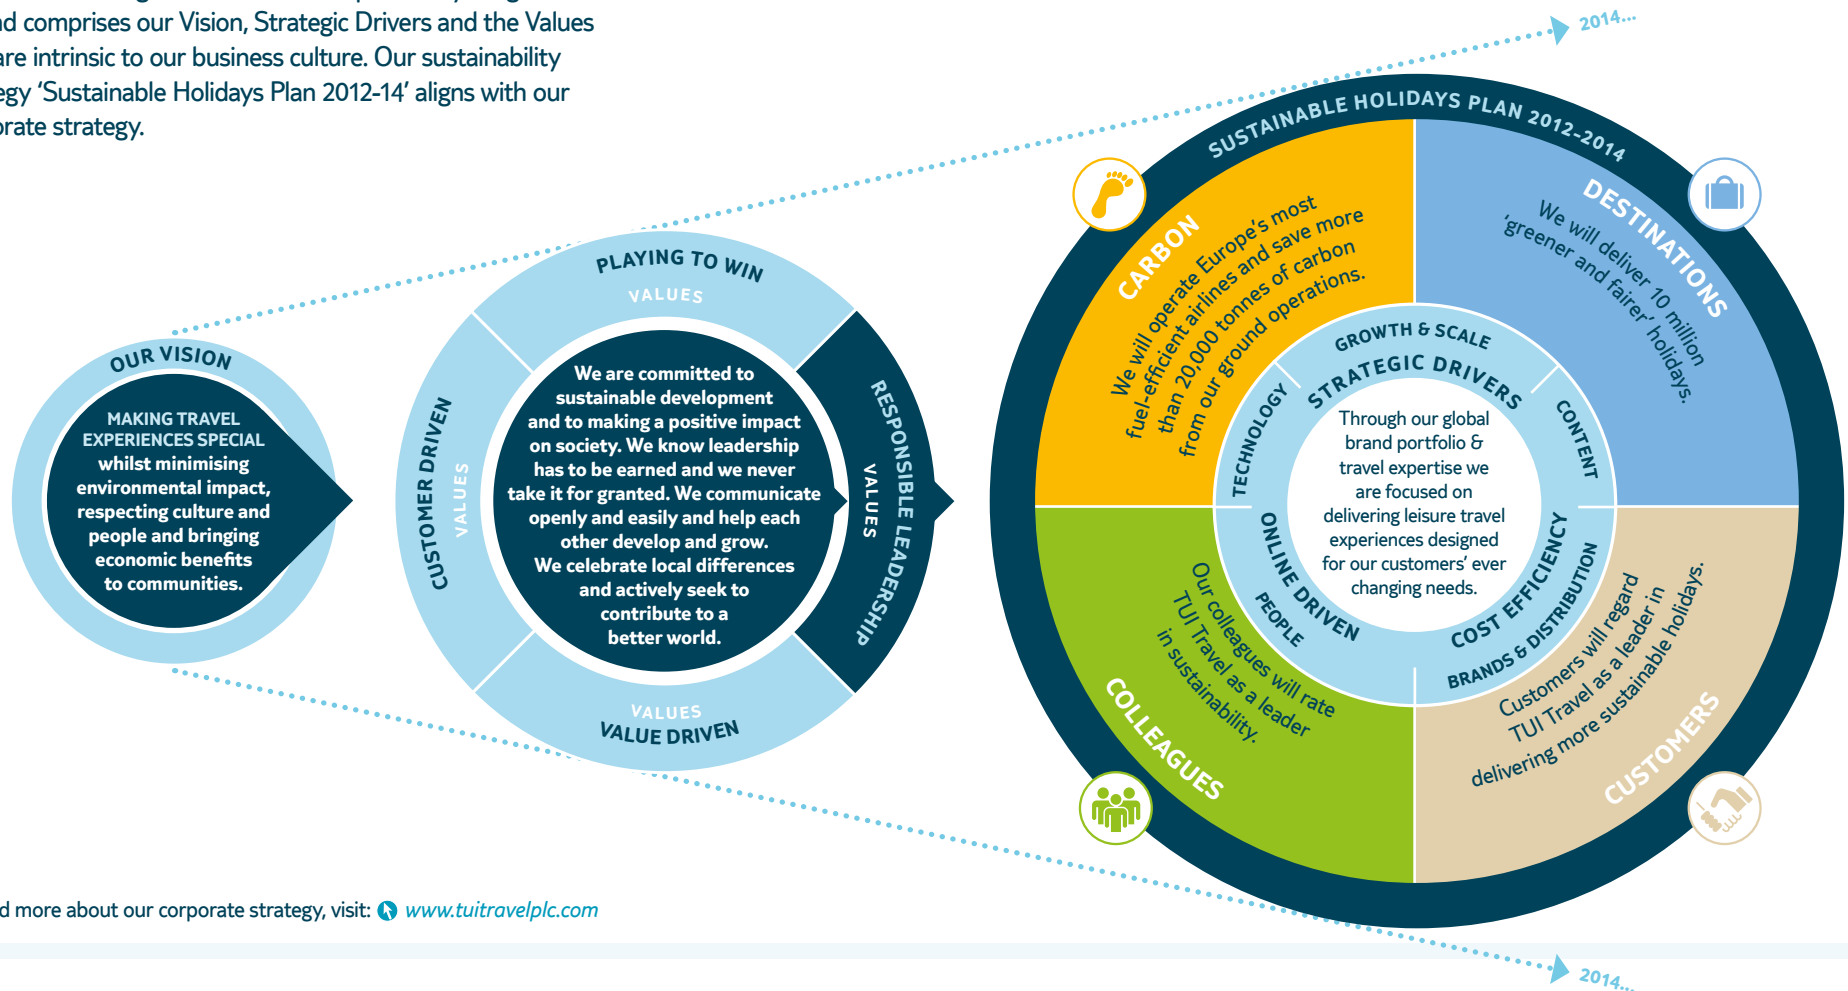 nd comprises our Vision, Strategic Drivers and the Values
are intrinsic to our business culture. Our sustainability
egy ‘Sustainable Holidays Plan 2012-14’ aligns with our
orate strategy.
OUR VISION
MAKING TRAVEL
EXPERIENCES SPECIAL
whilst minimising
environmental impact,
respecting culture and
people and bringing
economic benefits
to communities.
PLAYING TO WIN
VALUES
CUSTOMER DRIVEN
VALUES
We are committed to
sustainable development
and to making a positive impact
on society. We know leadership
has to be earned and we never
take it for granted. We communicate
openly and easily and help each
other develop and grow.
We celebrate local differences
and actively seek to
contribute to a
better world.
RESPONSIBLE LEADERSHIP
VALUES
VALUES
VALUE DRIVEN
2014...
SUSTAINABLE HOLIDAYS PLAN 2012-2014
CARBON
We will operate Europe’s most
fuel-efficient airlines and save more
than 20,000 tonnes of carbon
from our ground operations.
DESTINATIONS
We will deliver 10 million
‘greener and fairer’ holidays.
GROWTH & SCALE
STRATEGIC DRIVERS
TECHNOLOGY
CONTENT
Through our global
brand portfolio &
travel expertise we
are focused on
delivering leisure travel
experiences designed
for our customers’ ever
changing needs.
ONLINE DRIVEN
PEOPLE
COST EFFICIENCY
BRANDS & DISTRIBUTION
Our colleagues will rate
TUI Travel as a leader
in sustainability.
COLLEAGUES
Customers will regard
TUI Travel as a leader in
delivering more sustainable holidays.
CUSTOMERS
d more about our corporate strategy, visit: www.tuitravelplc.com
2014...